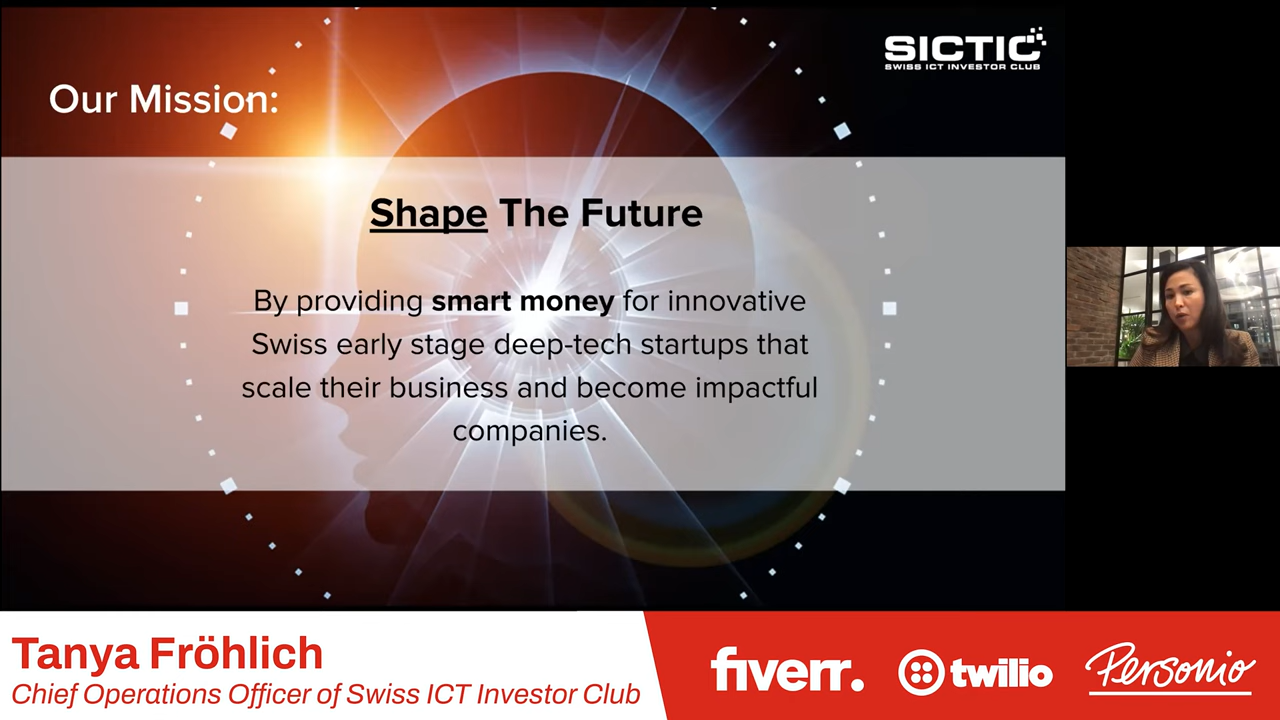 SICTIC
SWISS ICT INVESTOR CLUB
Our Mission:
Shape The Future
By providing smart money for innovative
Swiss early stage deep-tech startups that
scale their business and become impactful
companies.
Tanya Fröhlich
Chief Operations Officer of Swiss ICT Investor Club
fiverr.
twilio
Personio